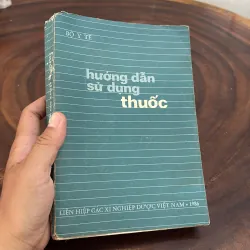 BỘ Y TẾ
hướng dẫn
sử dụng
thuốc
LIÊN HIỆP CÁC XÍ NGHIỆP DƯỢC VIỆT NAM - 1986